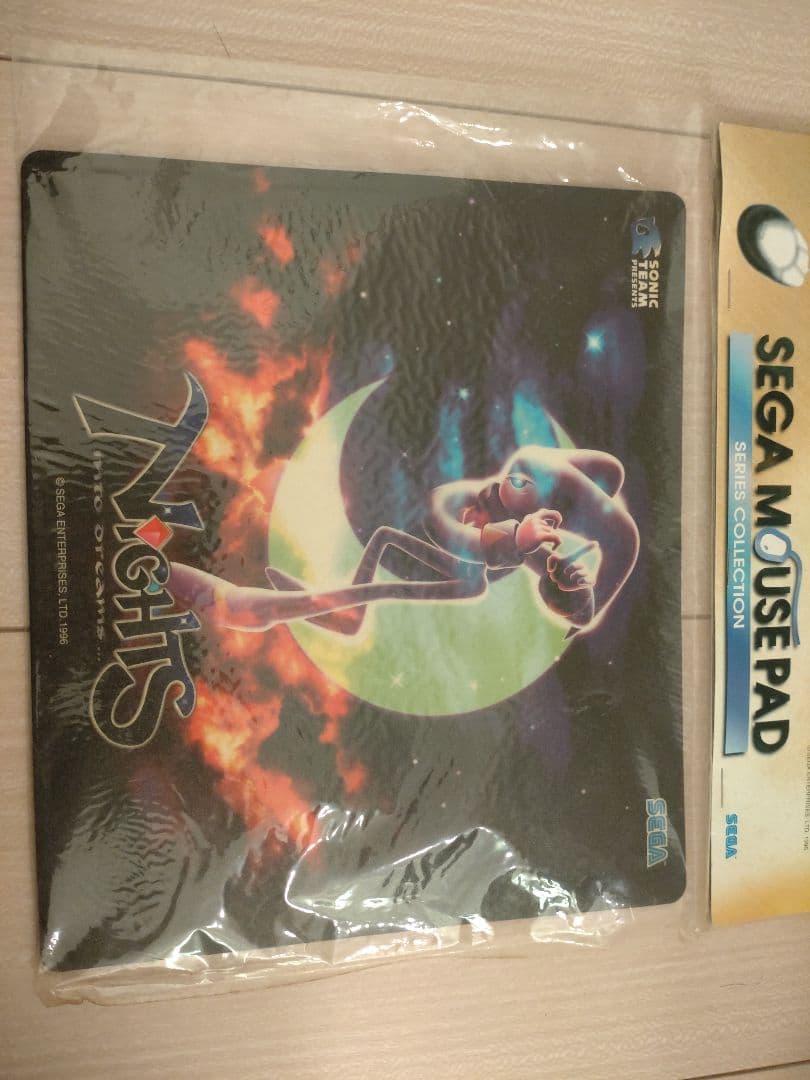 SEGA MOUSE PAD
SERIES COLLECTION
SEGA
SONIC
TEAM
PRESENTS
SEGA
NiGHTS
into dreams...
© SEGA ENTERPRISES, LTD.1996